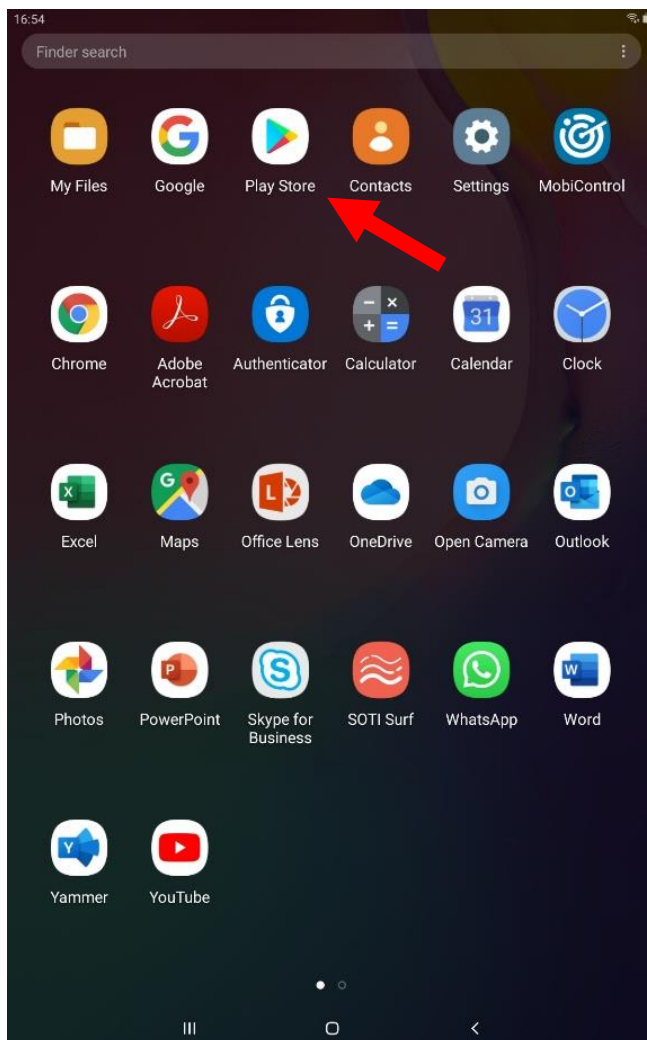 16:54
Finder search
My Files
Google
Play Store
Contacts
Settings
MobiControl
31
Chrome
Adobe
Acrobat
Authenticator
Calculator
Calendar
Clock
X
G
L
O
Excel
Maps
Office Lens
OneDrive
Open Camera
Outlook
P
S
W
Photos
PowerPoint
Skype for
Business
SOTI Surf
WhatsApp
Word
Y
Yammer
YouTube